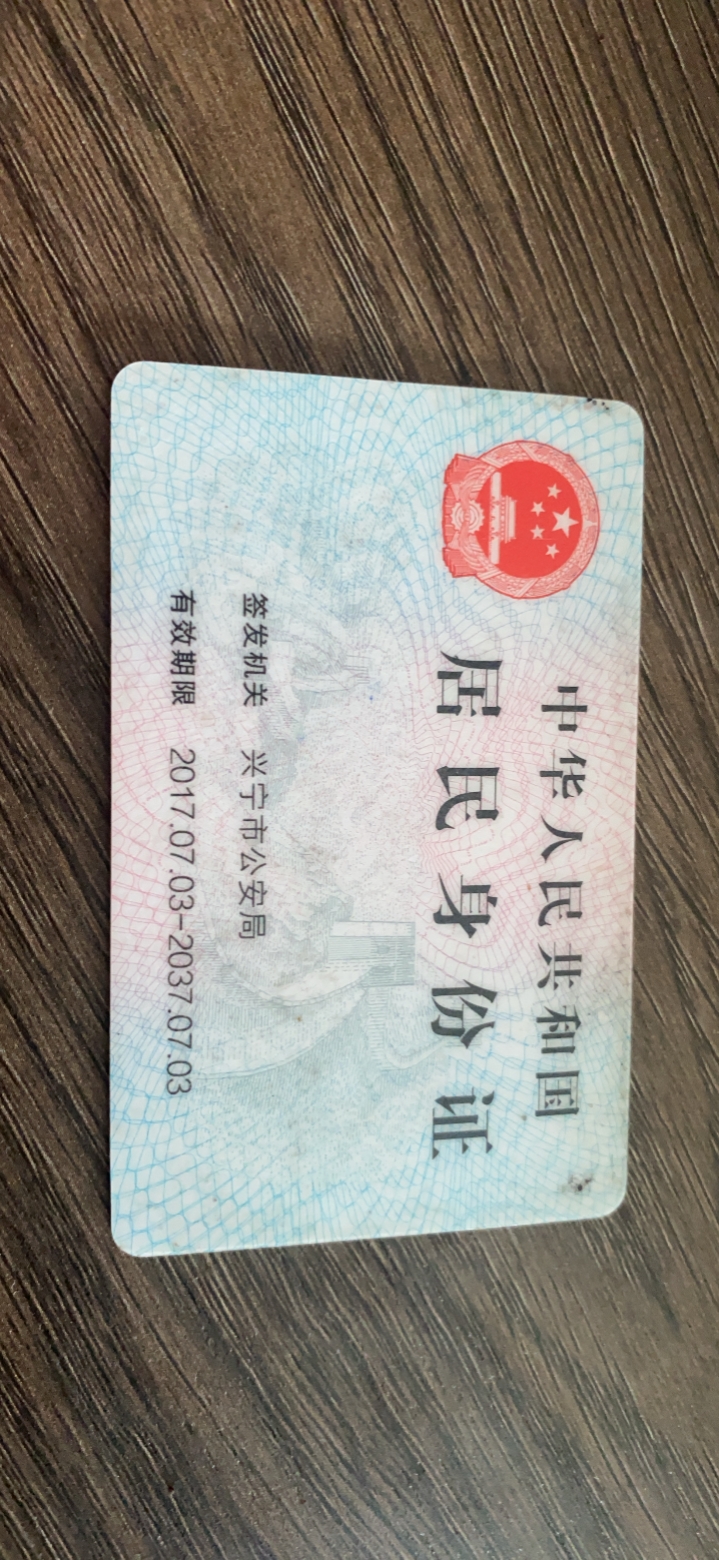 中华人民共和国
居民身份证
签发机关 兴宁市公安局
有效期限 2017.07.03-2037.07.03